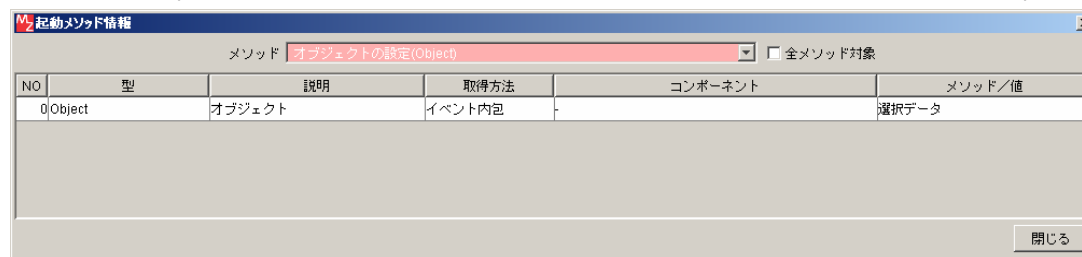 MZ起動メソッド情報
メソッド オブジェクトの設定(Object) 全メソッド対象
NO 型 説明 取得方法 コンポーネント メソッド/値
0 Object オブジェクト イベント内包 - 選択データ
閉じる